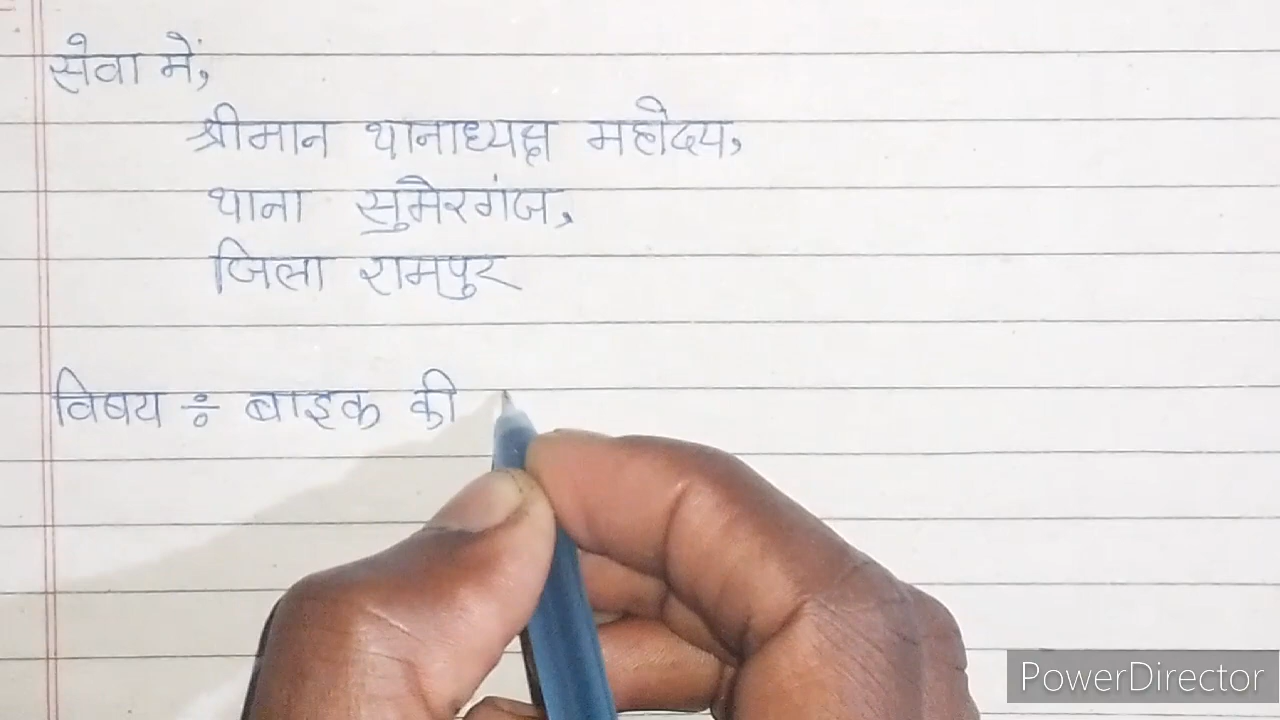 सेवा में,
श्रीमान थानाध्यक्ष महोदय,
थाना सुमेरगंज,
जिला रामपुर
विषय ÷ बाइक की
PowerDirector